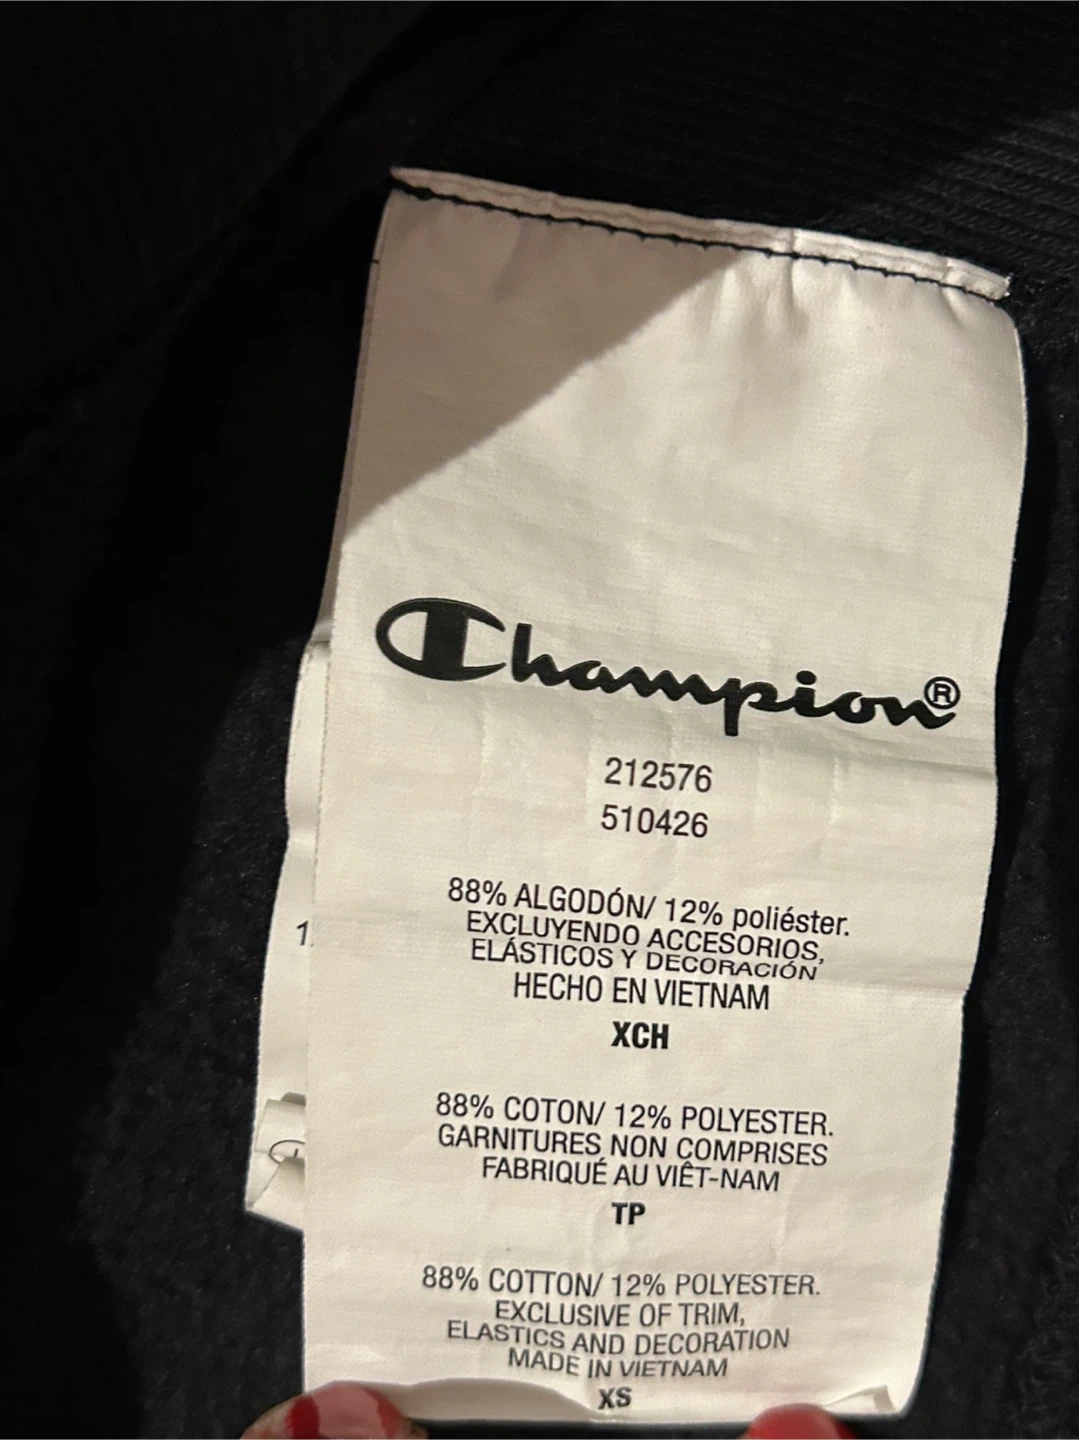 Champion®
212576
510426
88% ALGODÓN/ 12% poliéster.
EXCLUYENDO ACCESORIOS,
ELÁSTICOS Y DECORACIÓN
HECHO EN VIETNAM
XCH
88% COTON/ 12% POLYESTER.
GARNITURES NON COMPRISES
FABRIQUÉ AU VIÊT-NAM
TP
88% COTTON/ 12% POLYESTER.
EXCLUSIVE OF TRIM,
ELASTICS AND DECORATION
MADE IN VIETNAM
XS